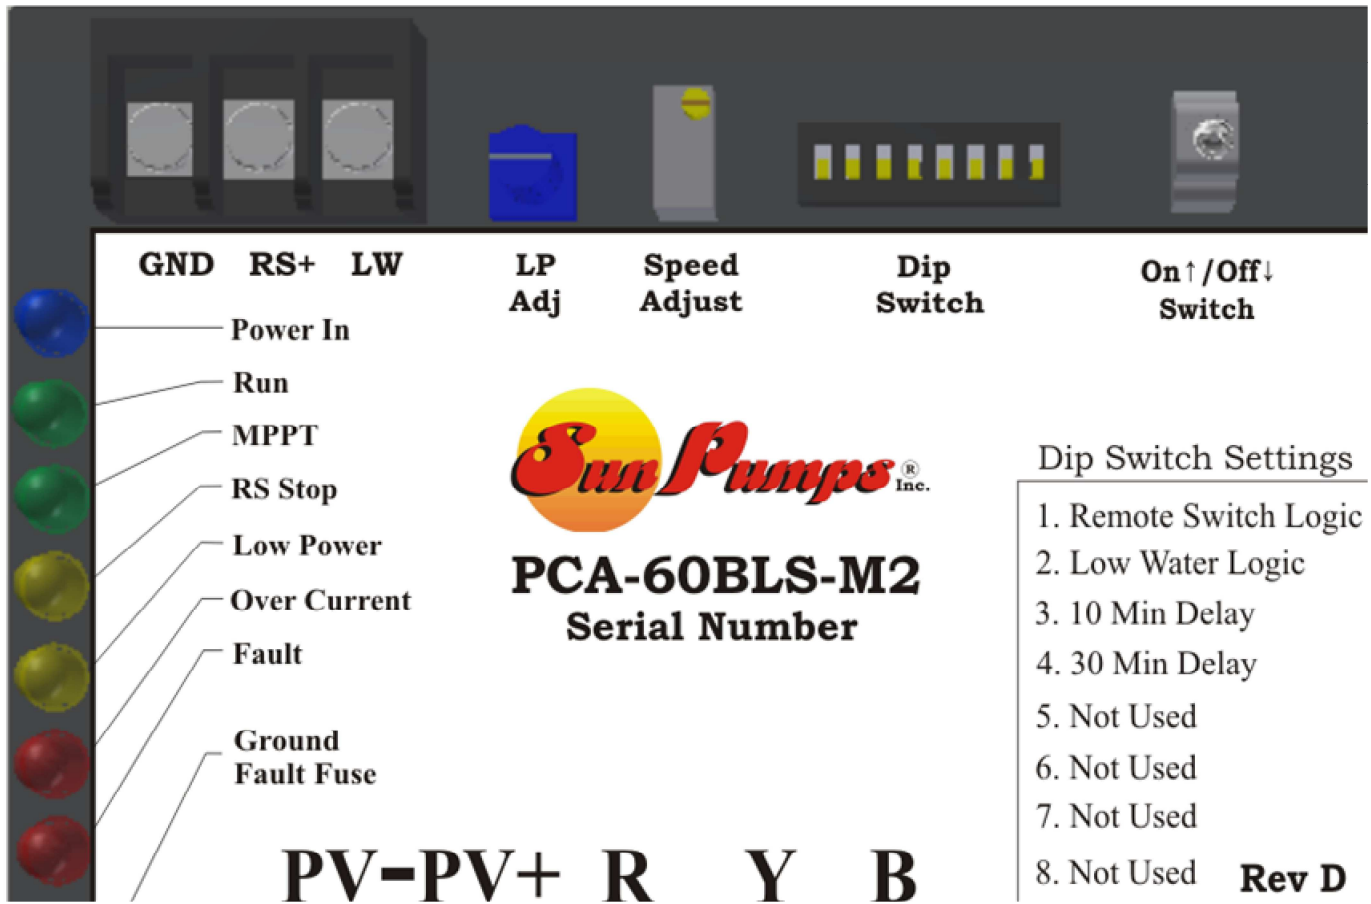 GND RS+ LW
LP
Adj
Speed
Adjust
Dip
Switch
On↑/Off↓
Switch
Power In
Run
MPPT
RS Stop
Low Power
Over Current
Fault
Ground
Fault Fuse
Sun Pumps ®
Inc.
PCA-60BLS-M2
Serial Number
Dip Switch Settings
1. Remote Switch Logic
2. Low Water Logic
3. 10 Min Delay
4. 30 Min Delay
5. Not Used
6. Not Used
7. Not Used
8. Not Used
Rev D
PV-PV+ R Y B